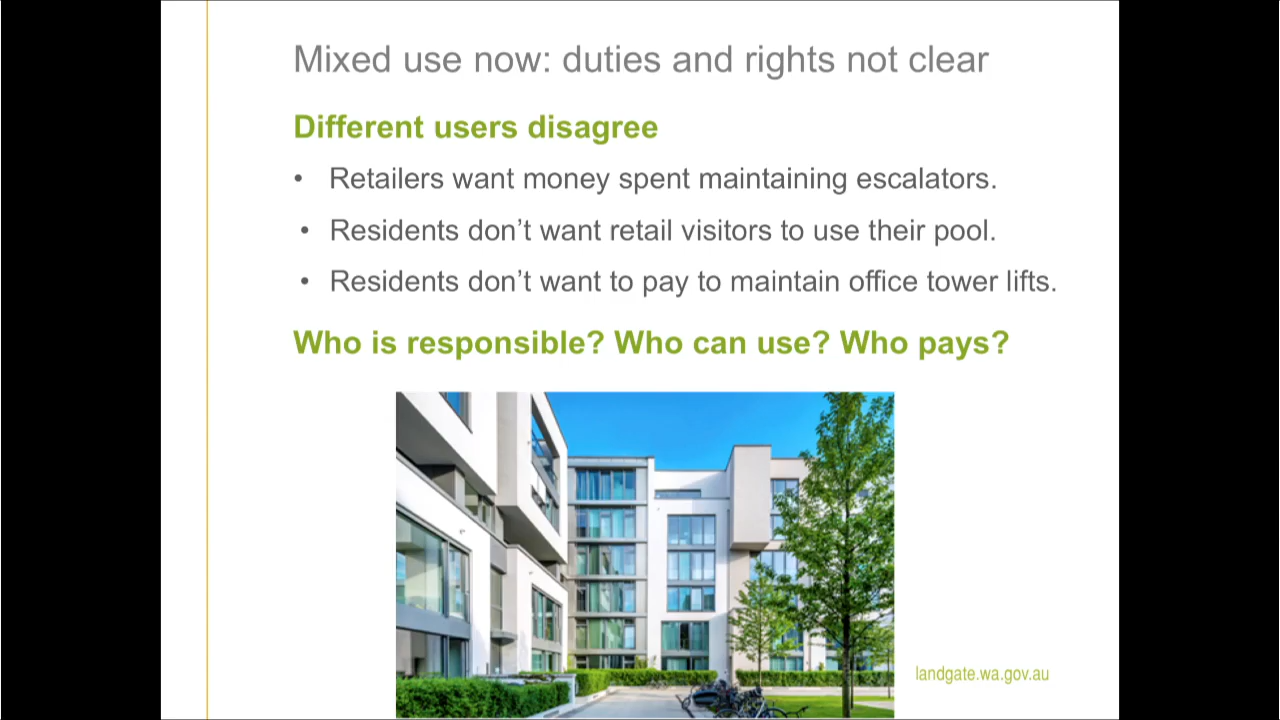 Mixed use now: duties and rights not clear
Different users disagree
• Retailers want money spent maintaining escalators.
• Residents don’t want retail visitors to use their pool.
• Residents don’t want to pay to maintain office tower lifts.
Who is responsible? Who can use? Who pays?
landgate.wa.gov.au